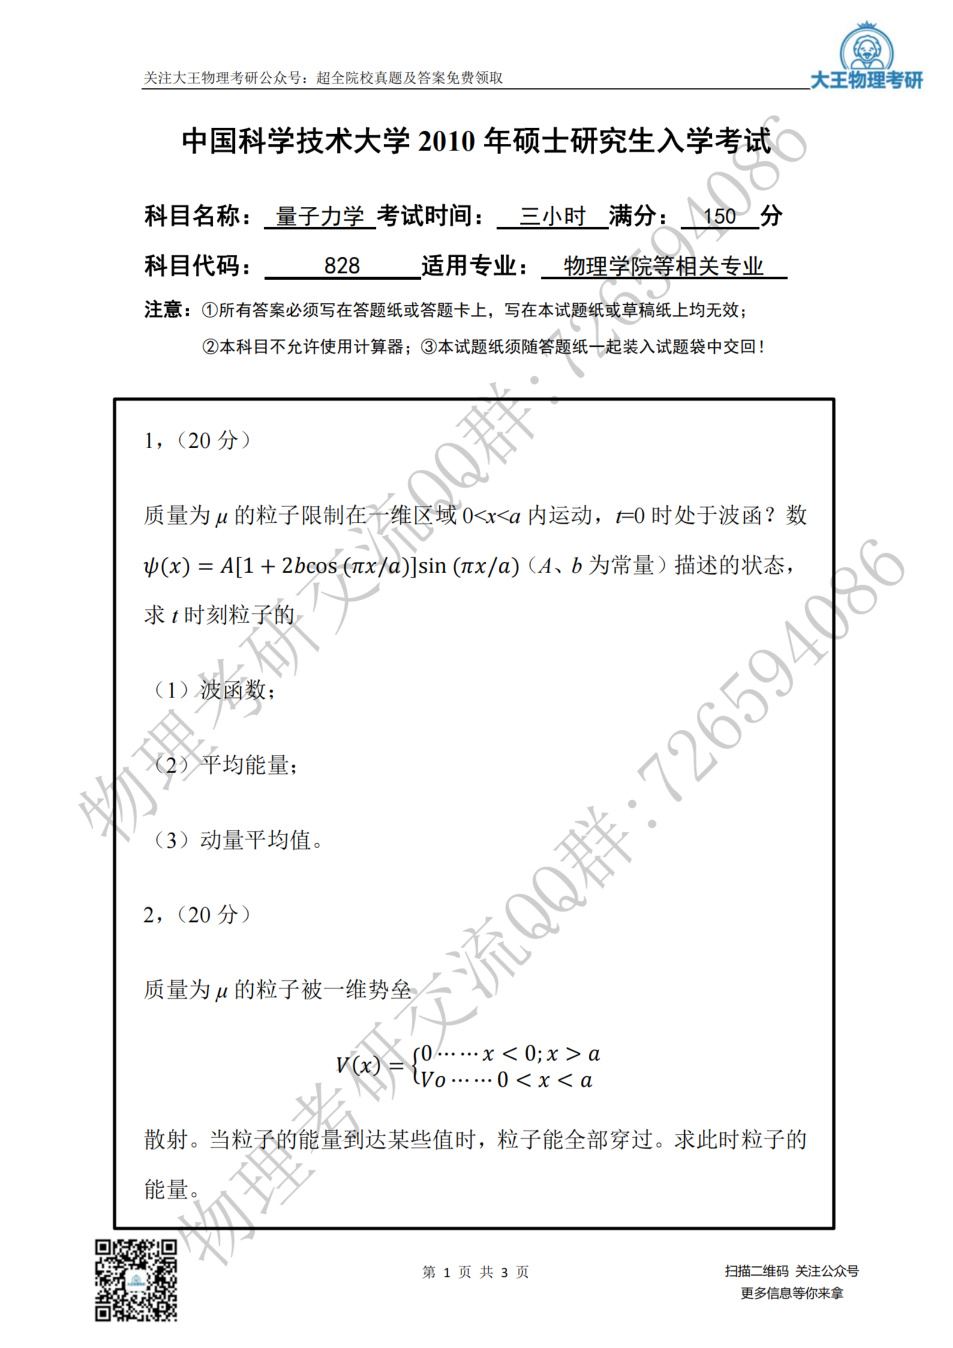 关注大王物理考研公众号：超全院校真题及答案免费领取
大王物理考研
中国科学技术大学 2010 年硕士研究生入学考试
科目名称： 量子力学 考试时间： 三小时 满分： 150 分
科目代码： 828 适用专业： 物理学院等相关专业
注意：①所有答案必须写在答题纸或答题卡上，写在本试题纸或草稿纸上均无效；
②本科目不允许使用计算器；③本试题纸须随答题纸一起装入试题袋中交回！
1，（20 分）
质量为 μ 的粒子限制在一维区域 0<x<a 内运动，t=0 时处于波函？数
ψ(x) = A[1 + 2bcos (πx/a)]sin (πx/a)（A、b 为常量）描述的状态，
求 t 时刻粒子的
（1）波函数；
（2）平均能量；
（3）动量平均值。
2，（20 分）
质量为 μ 的粒子被一维势垒
V(x) = {0 ⋯⋯ x < 0; x > a
Vo ⋯⋯ 0 < x < a
散射。当粒子的能量到达某些值时，粒子能全部穿过。求此时粒子的
能量。
物理考研交流QQ群：726594086
物理考研交流QQ群：726594086
大王物理考研
第 1 页 共 3 页
扫描二维码 关注公众号
更多信息等你来拿